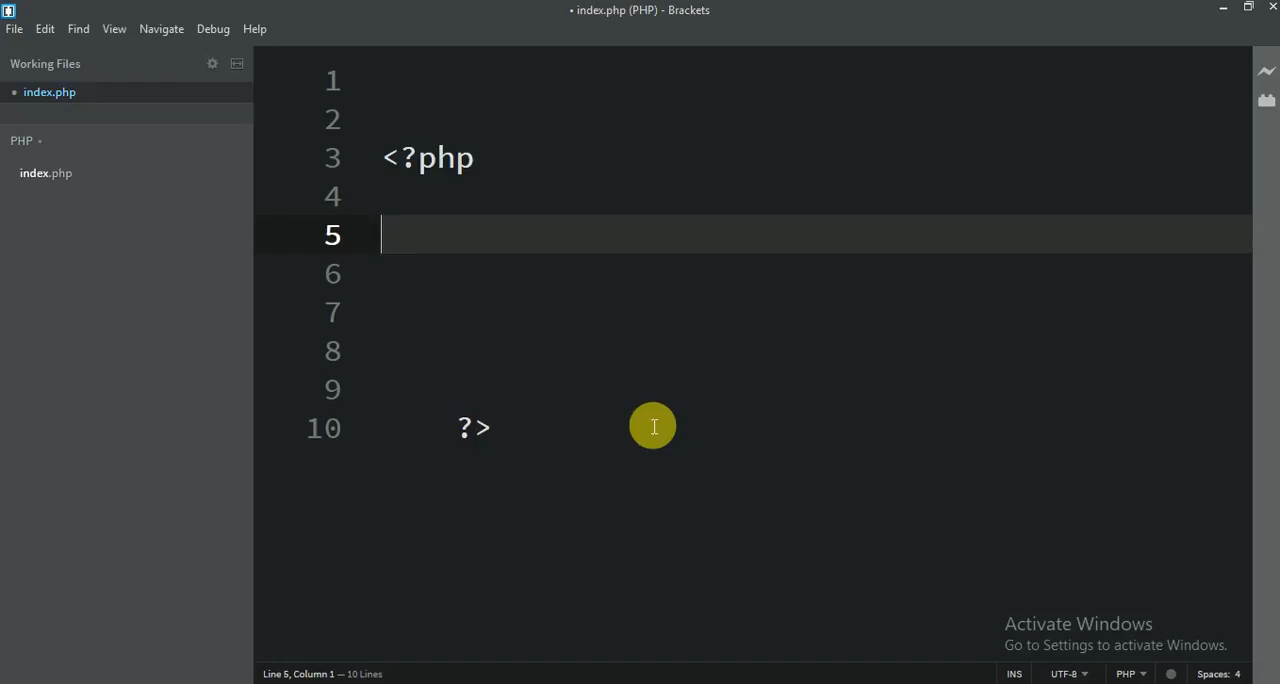 • index.php (PHP) - Brackets
File Edit Find View Navigate Debug Help
Working Files
• index.php
PHP
index.php
1
2
3 <?php
4
5
6
7
8
9
10 ?>
Activate Windows
Go to Settings to activate Windows.
Line 5, Column 1 — 10 Lines INS UTF-8 PHP Spaces: 4